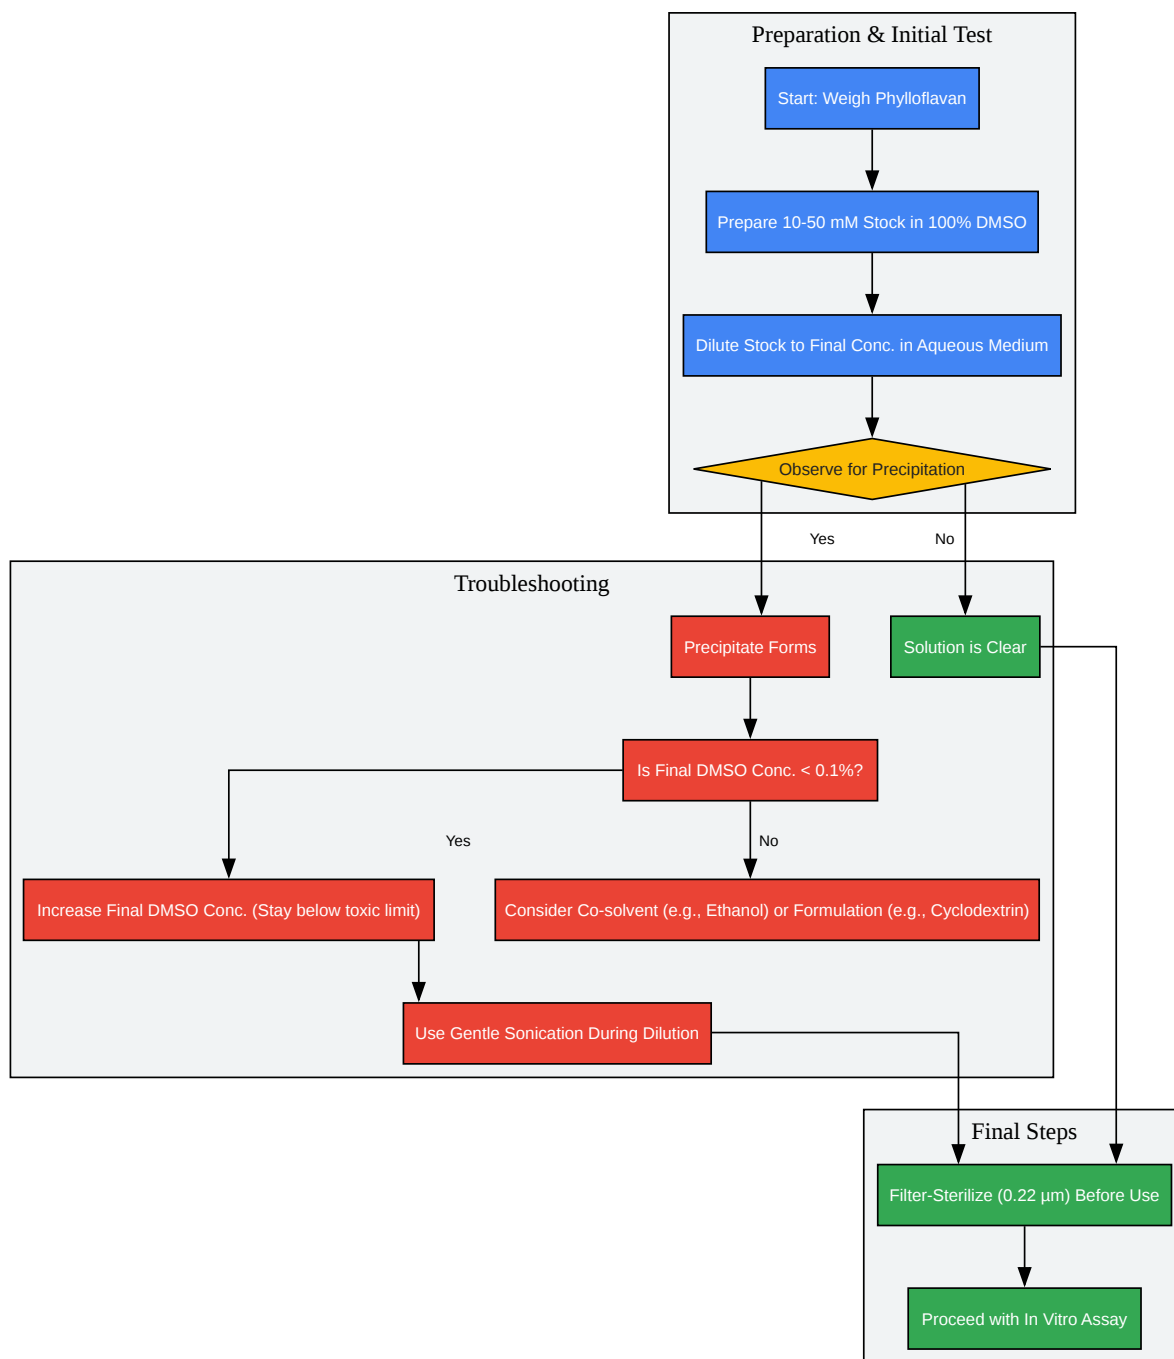 Preparation & Initial Test
Start: Weigh Phylloflavan
Prepare 10-50 mM Stock in 100% DMSO
Dilute Stock to Final Conc. in Aqueous Medium
Observe for Precipitation
Yes
No
Troubleshooting
Precipitate Forms
Solution is Clear
Is Final DMSO Conc. < 0.1%?
Yes
No
Increase Final DMSO Conc. (Stay below toxic limit)
Consider Co-solvent (e.g., Ethanol) or Formulation (e.g., Cyclodextrin)
Use Gentle Sonication During Dilution
Final Steps
Filter-Sterilize (0.22 µm) Before Use
Proceed with In Vitro Assay